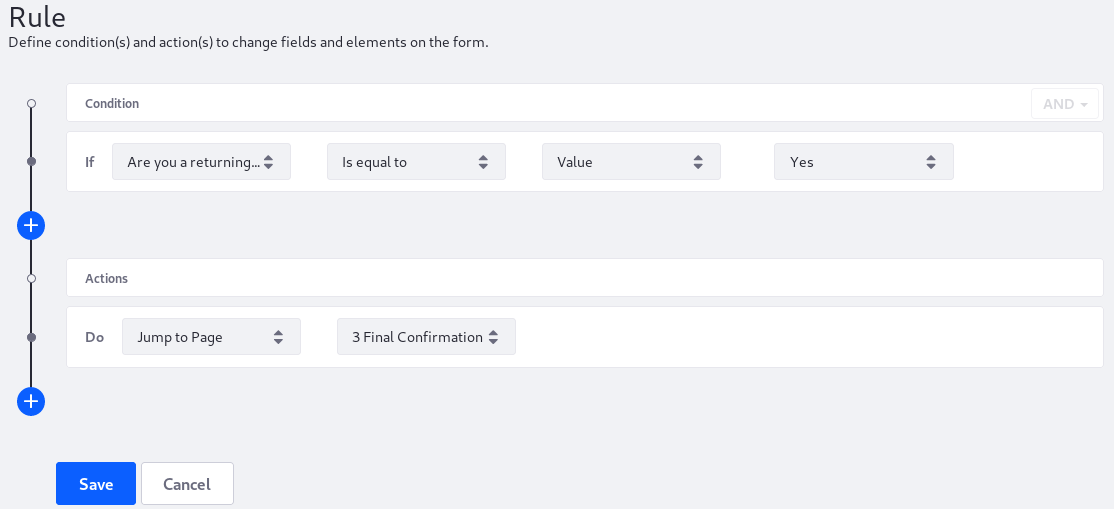 Rule
Define condition(s) and action(s) to change fields and elements on the form.
Condition
AND
If Are you a returning... Is equal to Value Yes
Actions
Do Jump to Page 3 Final Confirmation
Save Cancel